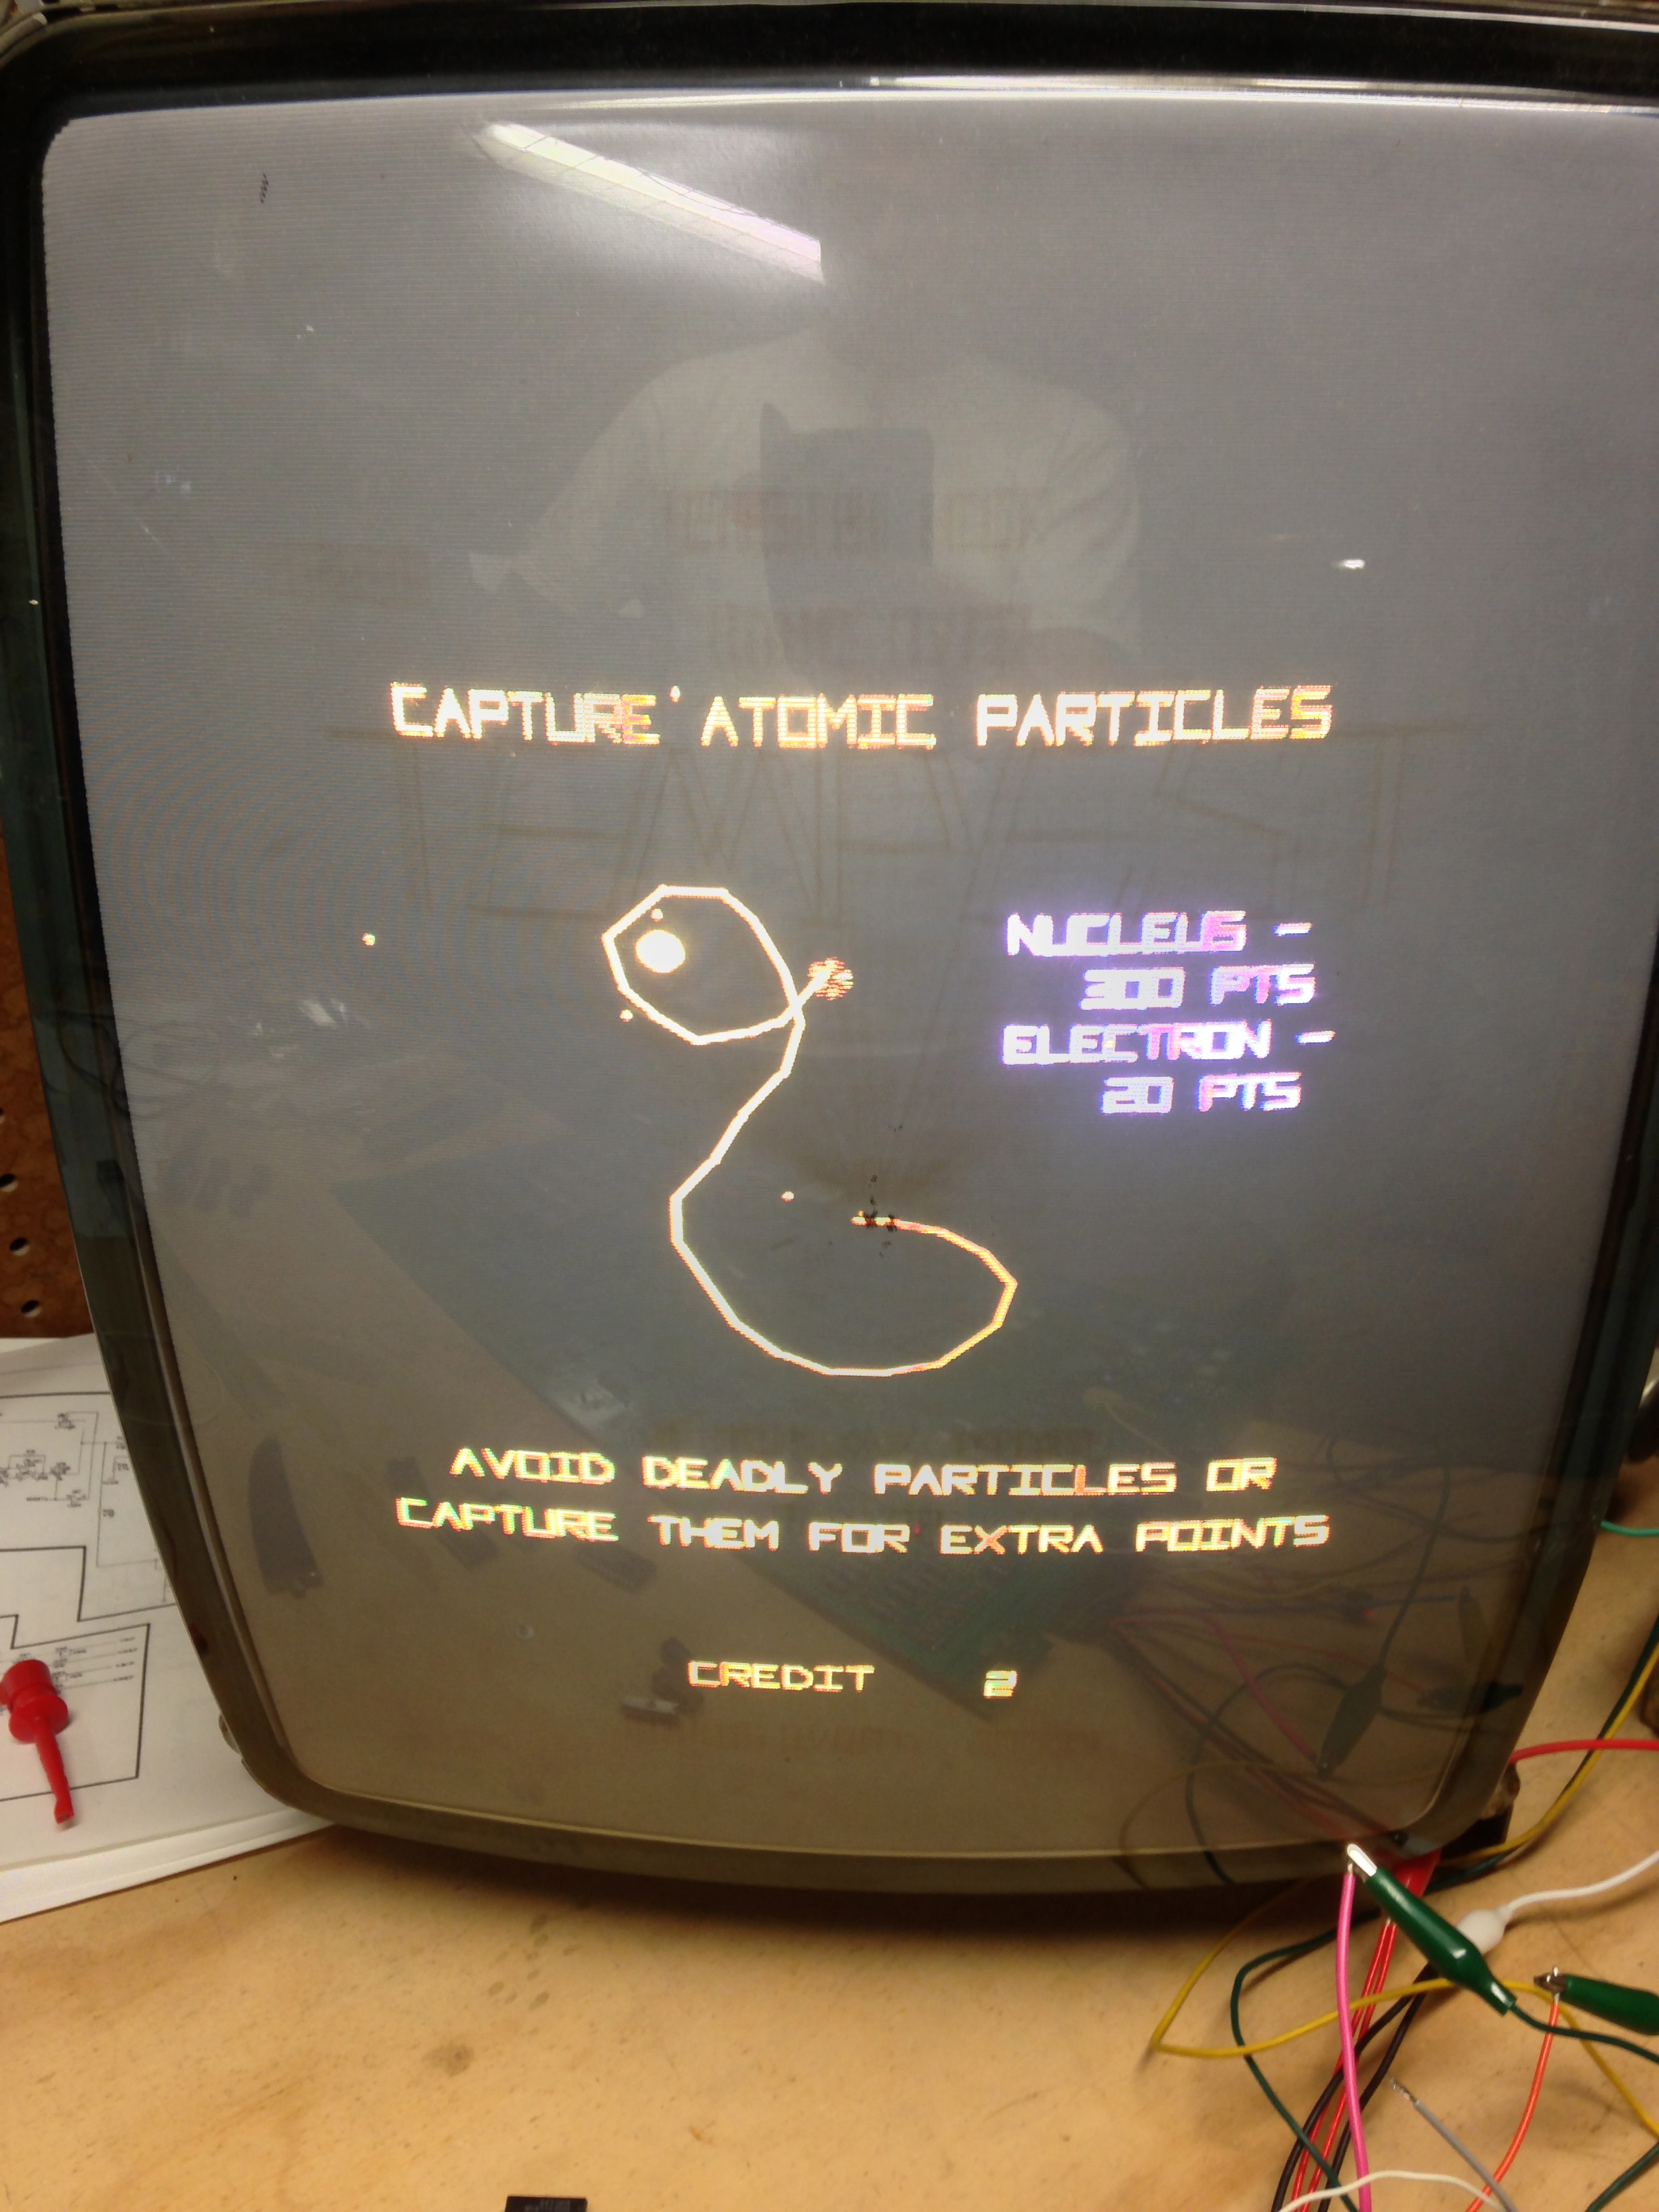 CAPTURE ATOMIC PARTICLES
NUCLEUS -
300 PTS
ELECTRON -
20 PTS
AVOID DEADLY PARTICLES OR
CAPTURE THEM FOR EXTRA POINTS
CREDIT 2